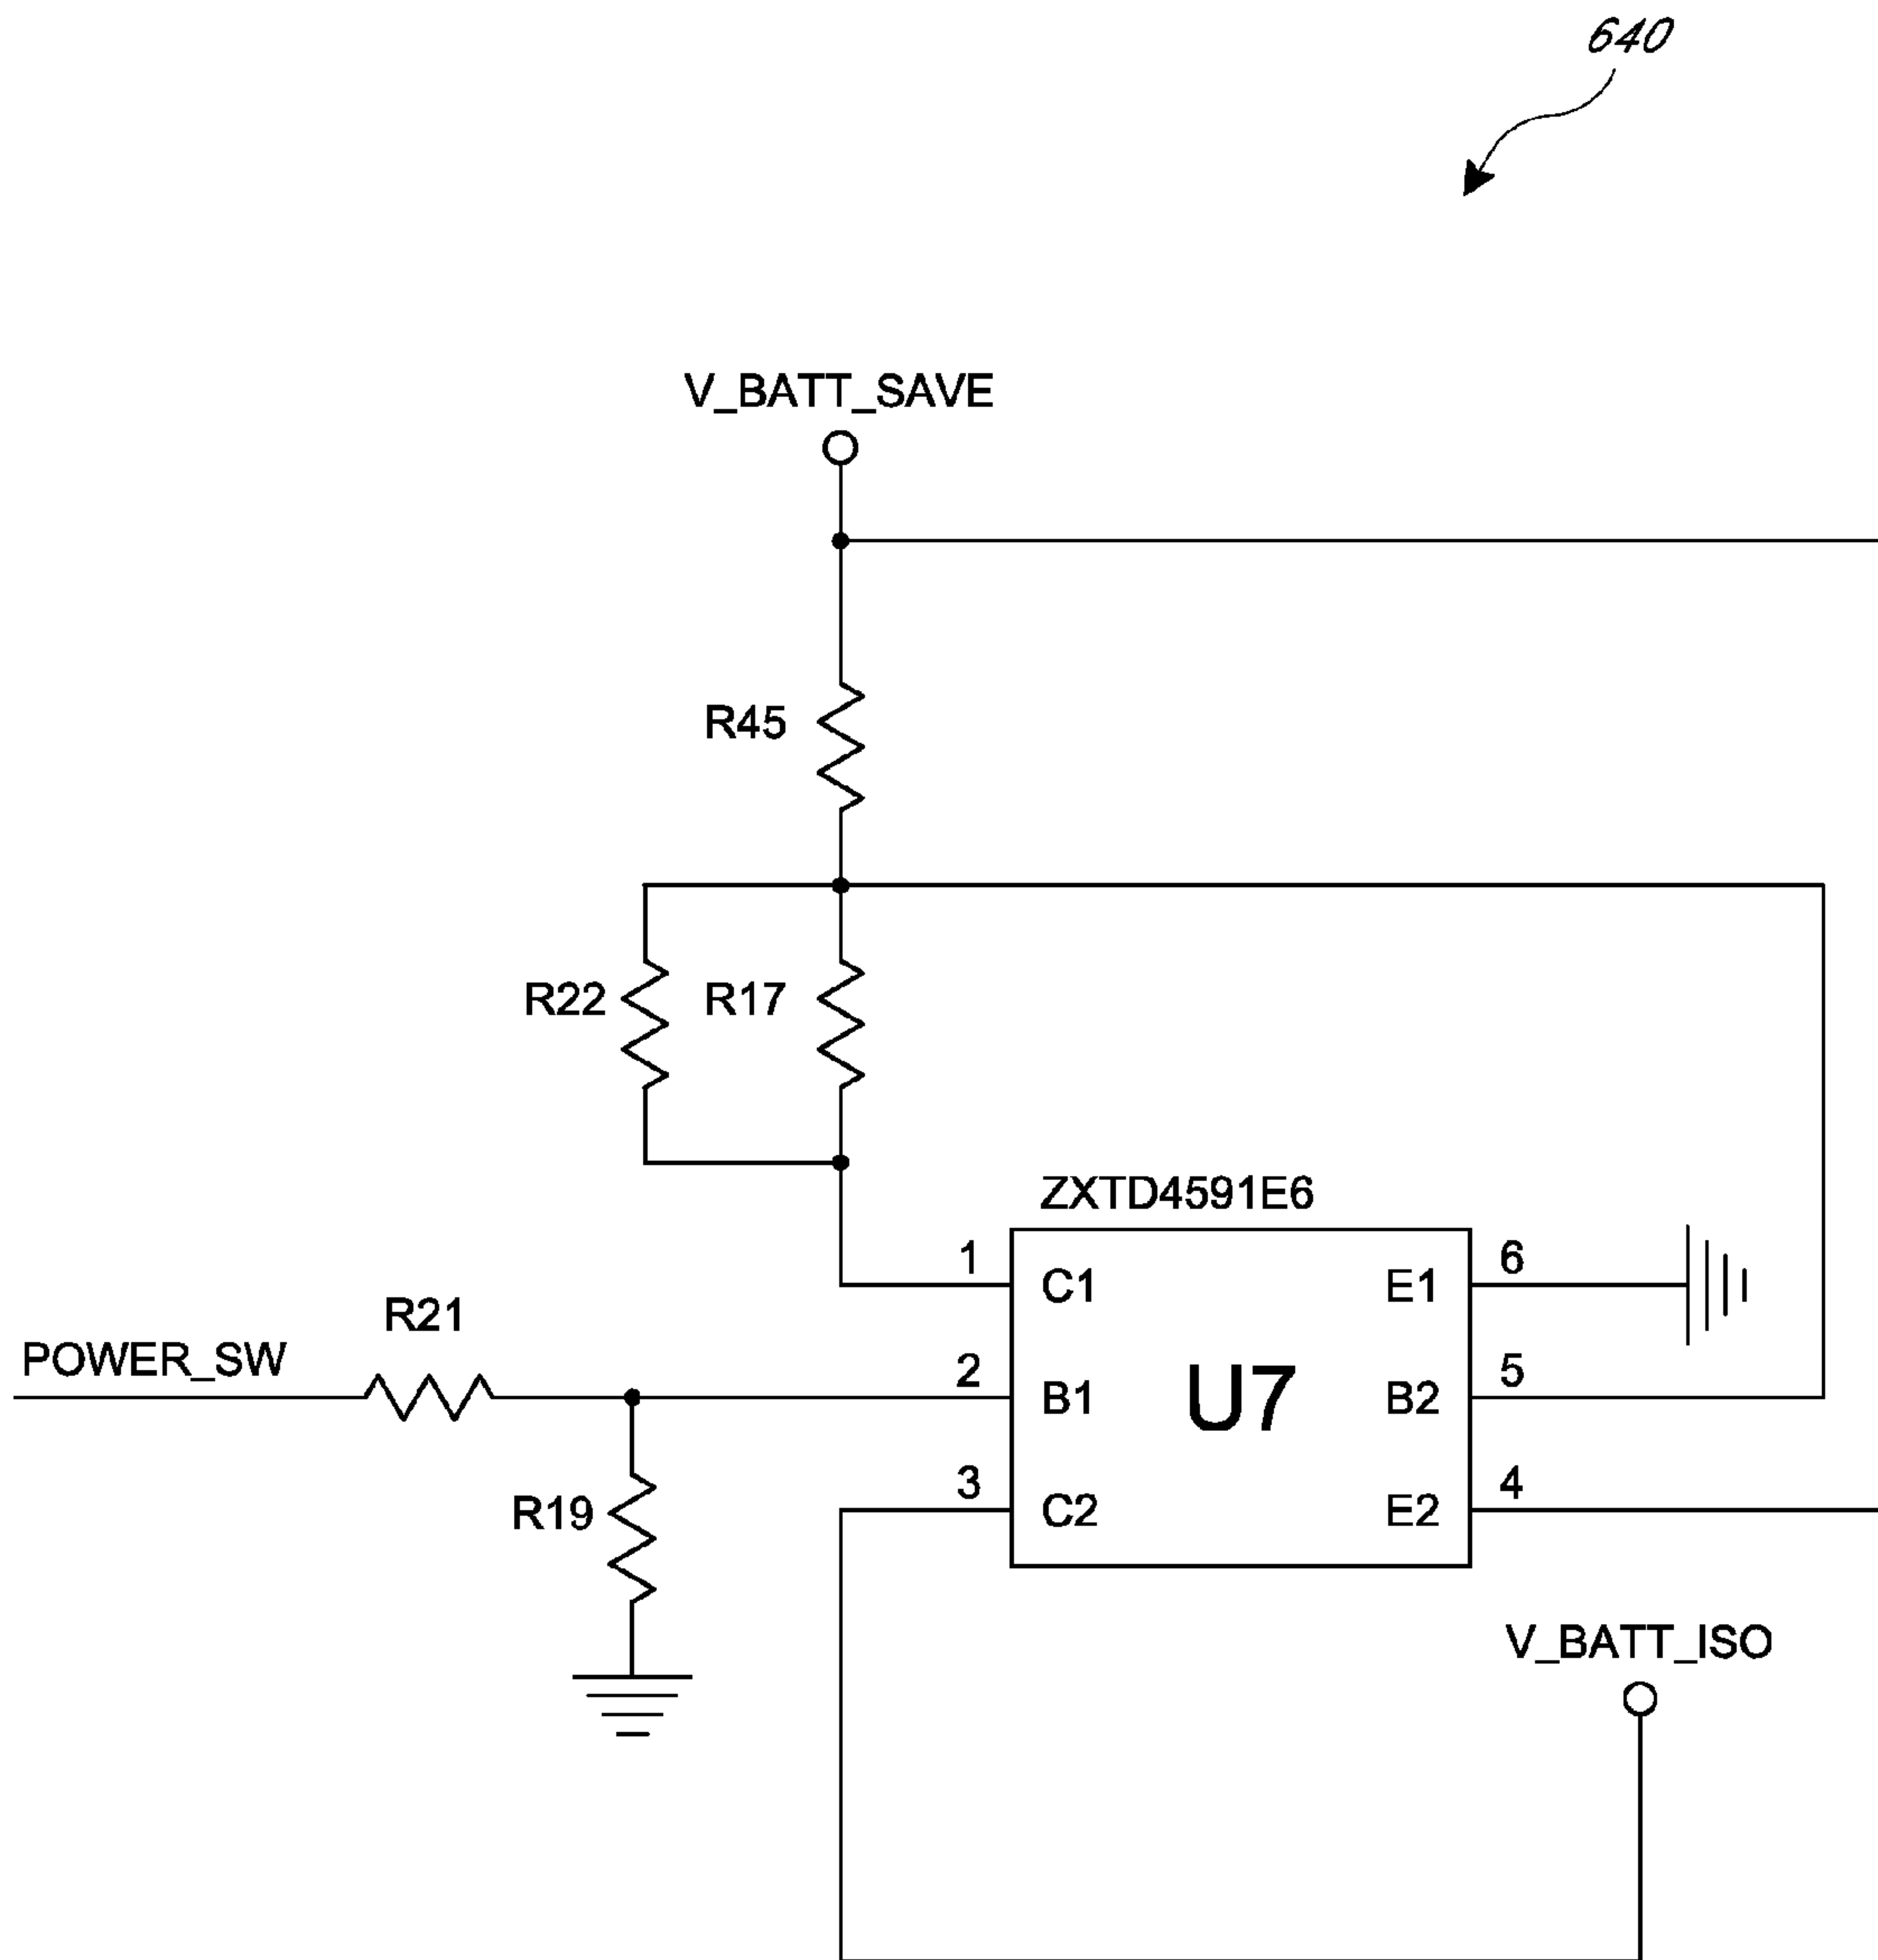 640
V_BATT_SAVE
R45
R22
R17
ZXTD4591E6
1
C1
E1
6
R21
POWER_SW
2
B1
U7
B2
5
R19
3
C2
E2
4
V_BATT_ISO